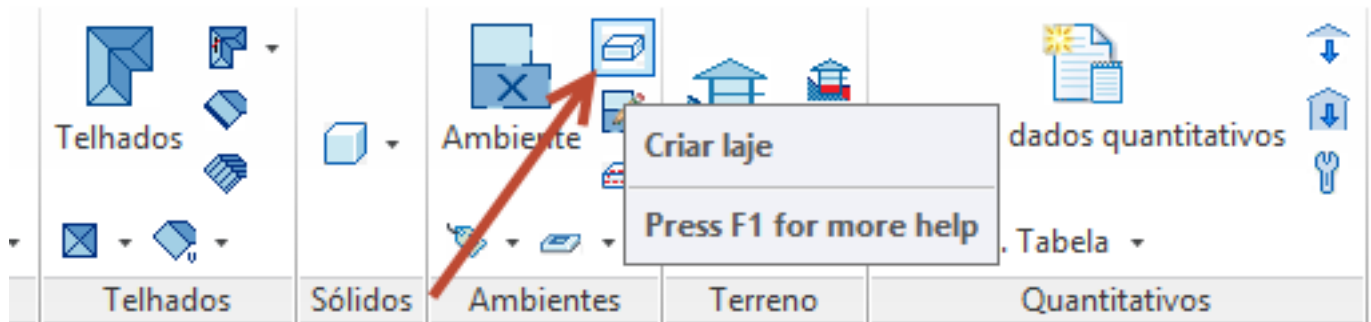 Telhados
Ambiente
Criar laje
Press F1 for more help
dados quantitativos
. Tabela
Telhados
Sólidos
Ambientes
Terreno
Quantitativos